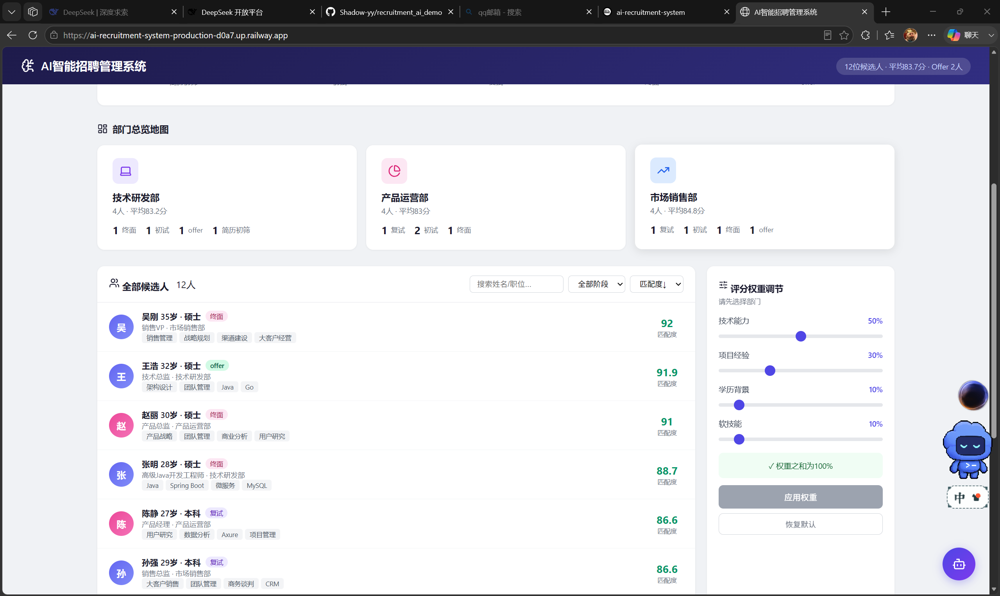 DeepSeek | 深度求索
DeepSeek 开放平台
Shadow-yy/recruitment_ai_demo
qq邮箱 - 搜索
ai-recruitment-system
AI智能招聘管理系统
https://ai-recruitment-system-production-d0a7.up.railway.app
聊天
AI智能招聘管理系统
12位候选人 · 平均83.7分 · Offer 2人
部门总览地图
技术研发部
4人 · 平均83.2分
1 终面 1 初试 1 offer 1 简历初筛
产品运营部
4人 · 平均83分
1 复试 2 初试 1 终面
市场销售部
4人 · 平均84.8分
1 复试 1 初试 1 终面 1 offer
全部候选人 12人
搜索姓名/职位...
全部阶段
匹配度↓
吴
吴刚 35岁 · 硕士 终面
销售VP · 市场销售部
销售管理 战略规划 渠道建设 大客户经营
92
匹配度
王
王浩 32岁 · 硕士 offer
技术总监 · 技术研发部
架构设计 团队管理 Java Go
91.9
匹配度
赵
赵丽 30岁 · 硕士 终面
产品总监 · 产品运营部
产品战略 团队管理 商业分析 用户研究
91
匹配度
张
张明 28岁 · 硕士 终面
高级Java开发工程师 · 技术研发部
Java Spring Boot 微服务 MySQL
88.7
匹配度
陈
陈静 27岁 · 本科 复试
产品经理 · 产品运营部
用户研究 数据分析 Axure 项目管理
86.6
匹配度
孙
孙强 29岁 · 本科 复试
销售总监 · 市场销售部
大客户销售 团队管理 商务谈判 CRM
86.6
匹配度
评分权重调节
请先选择部门
技术能力 50%
项目经验 30%
学历背景 10%
软技能 10%
✓ 权重之和为100%
应用权重
恢复默认
中